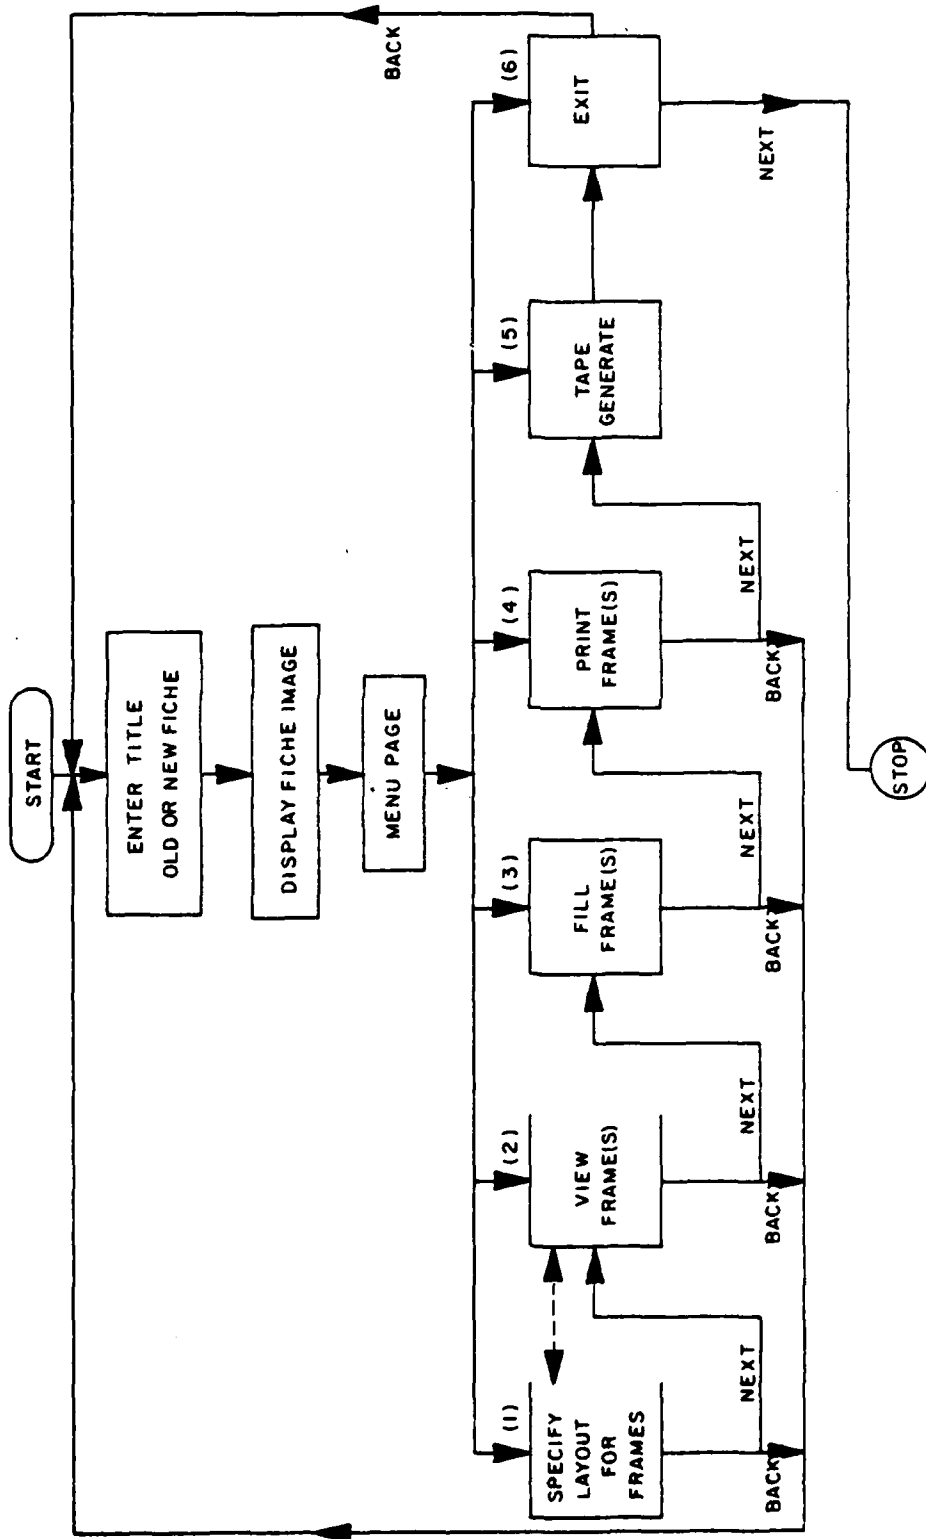 START
ENTER TITLE
OLD OR NEW FICHE
DISPLAY FICHE IMAGE
MENU PAGE
(1)
SPECIFY
LAYOUT
FOR
FRAMES
BACK
NEXT
(2)
VIEW
FRAME(S)
BACK
NEXT
(3)
FILL
FRAME(S)
BACK
NEXT
(4)
PRINT
FRAME(S)
BACK
NEXT
(5)
TAPE
GENERATE
(6)
EXIT
BACK
NEXT
STOP